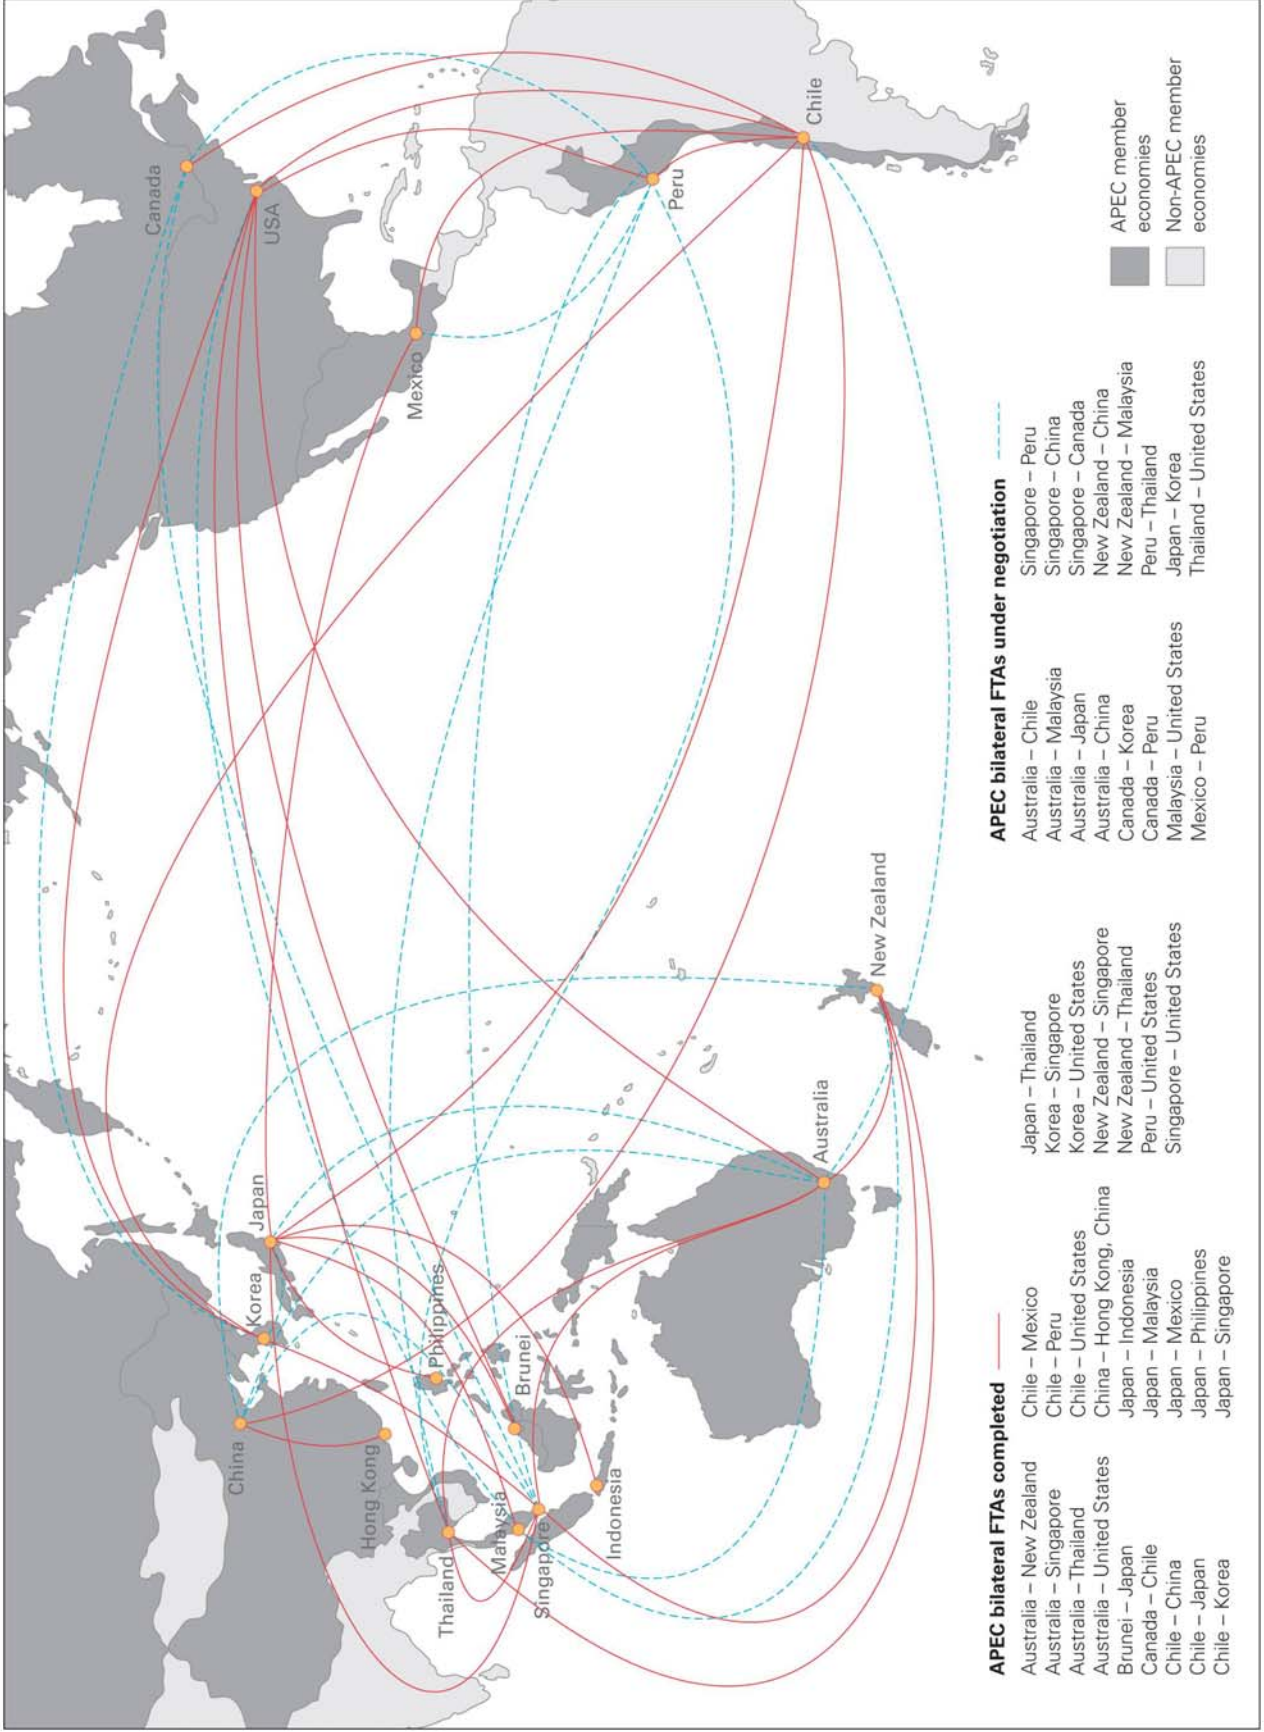 Canada
USA
Mexico
Peru
Chile
China
Korea
Japan
Hong Kong
Philippines
Thailand
Malaysia
Brunei
Singapore
Indonesia
Australia
New Zealand
APEC bilateral FTAs completed
Australia – New Zealand
Australia – Singapore
Australia – Thailand
Australia – United States
Brunei – Japan
Canada – Chile
Chile – China
Chile – Japan
Chile – Korea
Chile – Mexico
Chile – Peru
Chile – United States
China – Hong Kong, China
Japan – Indonesia
Japan – Malaysia
Japan – Mexico
Japan – Philippines
Japan – Singapore
Japan – Thailand
Korea – Singapore
Korea – United States
New Zealand – Singapore
New Zealand – Thailand
Peru – United States
Singapore – United States
APEC bilateral FTAs under negotiation
Australia – Chile
Australia – Malaysia
Australia – Japan
Australia – China
Canada – Korea
Canada – Peru
Malaysia – United States
Mexico – Peru
Singapore – Peru
Singapore – China
Singapore – Canada
New Zealand – China
New Zealand – Malaysia
Peru – Thailand
Japan – Korea
Thailand – United States
APEC member
economies
Non-APEC member
economies